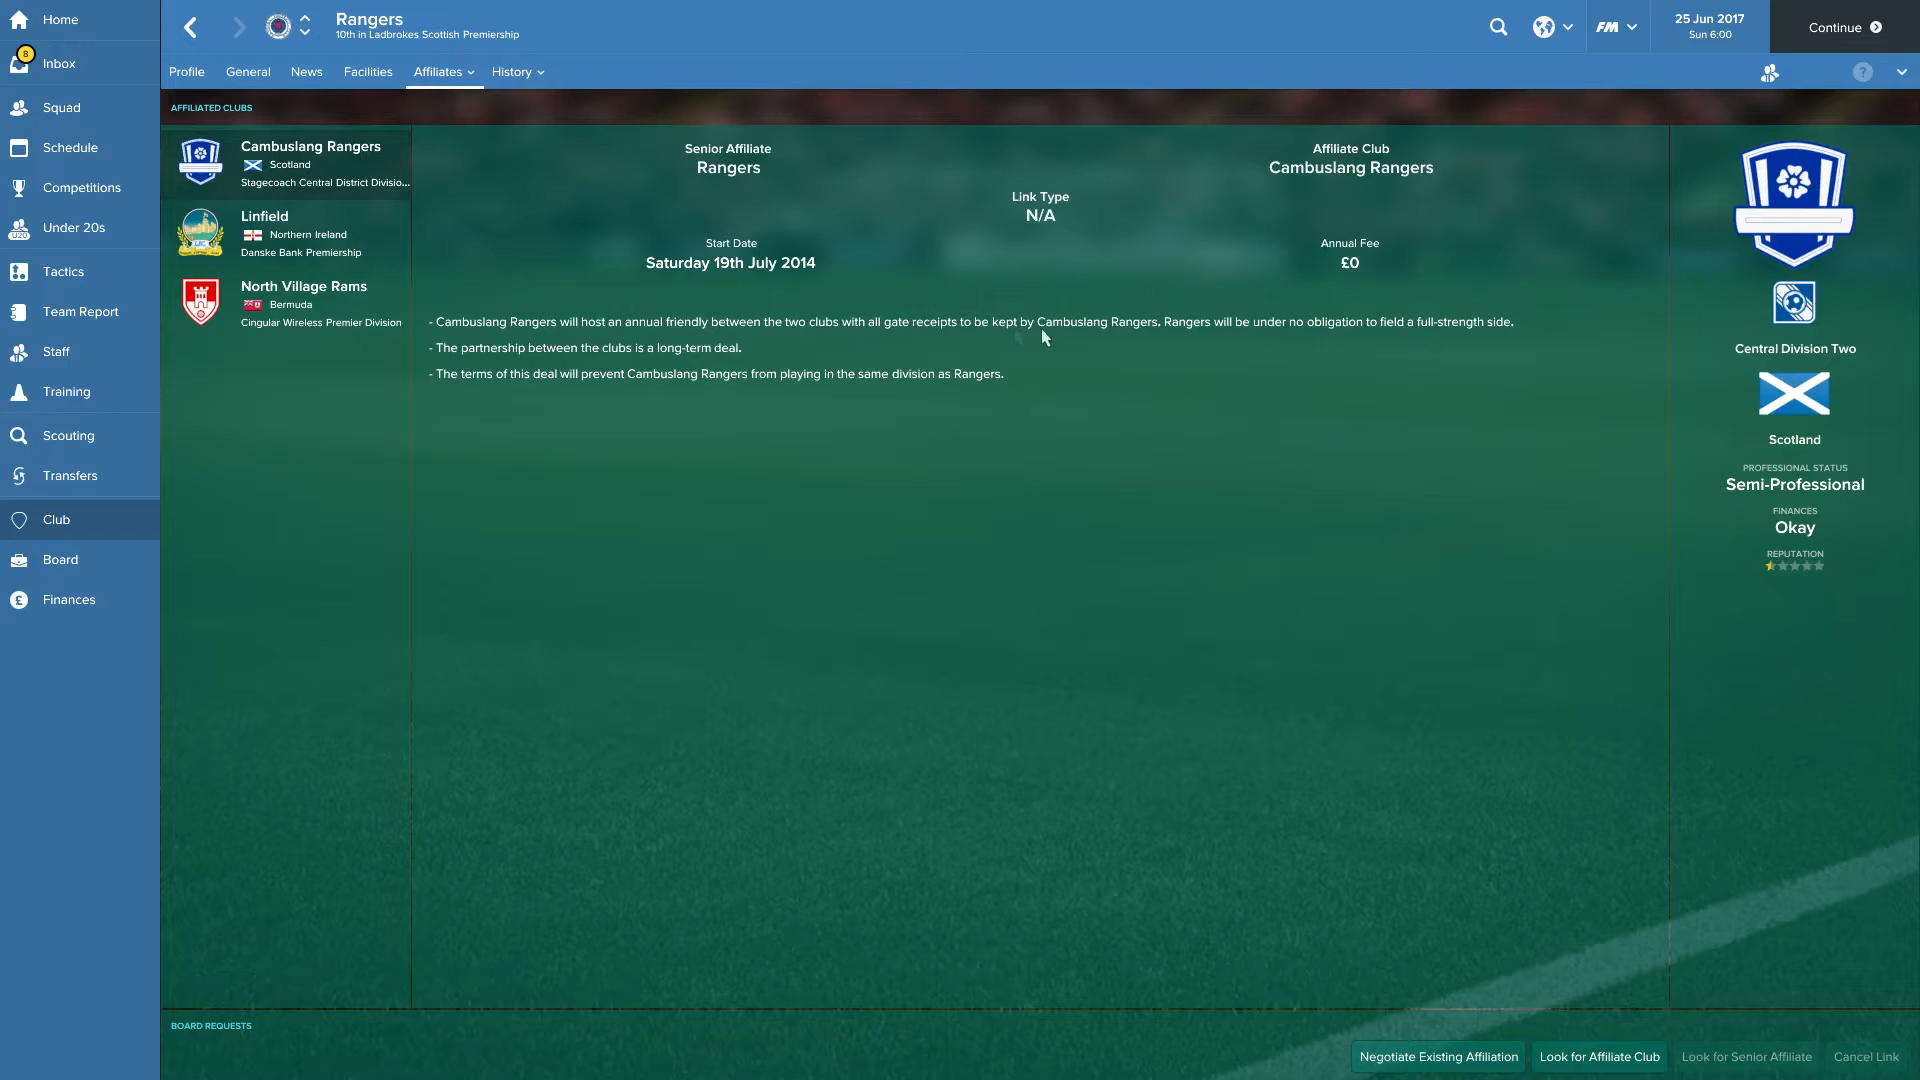 Home
Inbox
8
Squad
Schedule
Competitions
Under 20s
U20
Tactics
Team Report
Staff
Training
Scouting
Transfers
Club
Board
Finances
£
Rangers
10th in Ladbrokes Scottish Premiership
FM
25 Jun 2017
Sun 6:00
Continue
Profile
General
News
Facilities
Affiliates
History
?
AFFILIATED CLUBS
Cambuslang Rangers
Scotland
Stagecoach Central District Divisio...
Linfield
Northern Ireland
Danske Bank Premiership
North Village Rams
Bermuda
Cingular Wireless Premier Division
Senior Affiliate
Rangers
Affiliate Club
Cambuslang Rangers
Link Type
N/A
Start Date
Saturday 19th July 2014
Annual Fee
£0
- Cambuslang Rangers will host an annual friendly between the two clubs with all gate receipts to be kept by Cambuslang Rangers. Rangers will be under no obligation to field a full-strength side.
- The partnership between the clubs is a long-term deal.
- The terms of this deal will prevent Cambuslang Rangers from playing in the same division as Rangers.
Central Division Two
Scotland
PROFESSIONAL STATUS
Semi-Professional
FINANCES
Okay
REPUTATION
BOARD REQUESTS
Negotiate Existing Affiliation
Look for Affiliate Club
Look for Senior Affiliate
Cancel Link